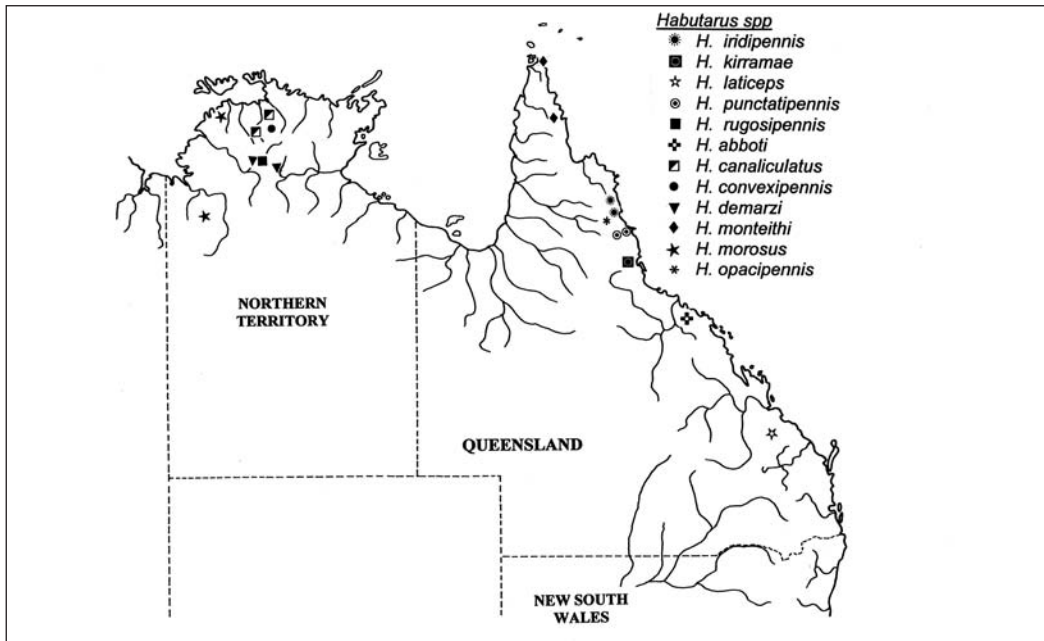 Habutarus spp
H. iridipennis
H. kirramae
H. laticeps
H. punctatipennis
H. rugosipennis
H. abboti
H. canaliculatus
H. convexipennis
H. demarzi
H. monteithi
H. morosus
H. opacipennis
NORTHERN
TERRITORY
QUEENSLAND
NEW SOUTH
WALES